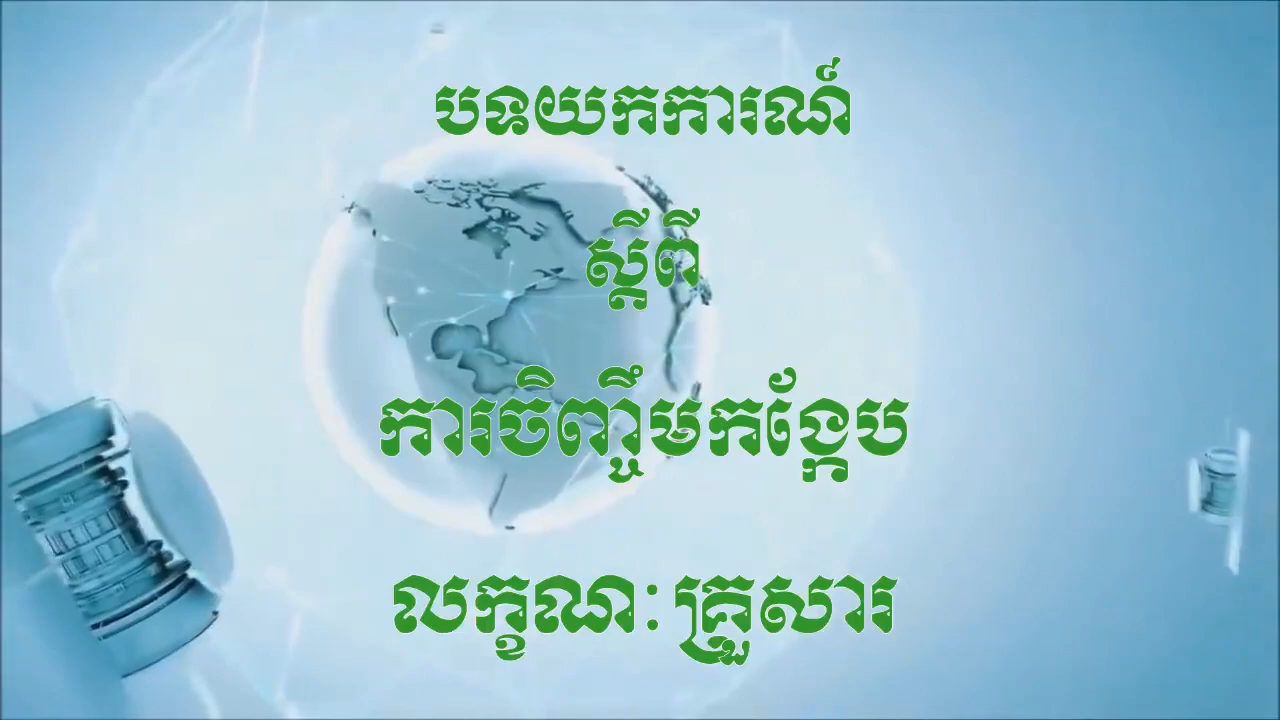 បទយកការណ៍
ស្ដីពី
ការចិញ្ចឹមកង្កែប
លក្ខណៈគ្រួសារ